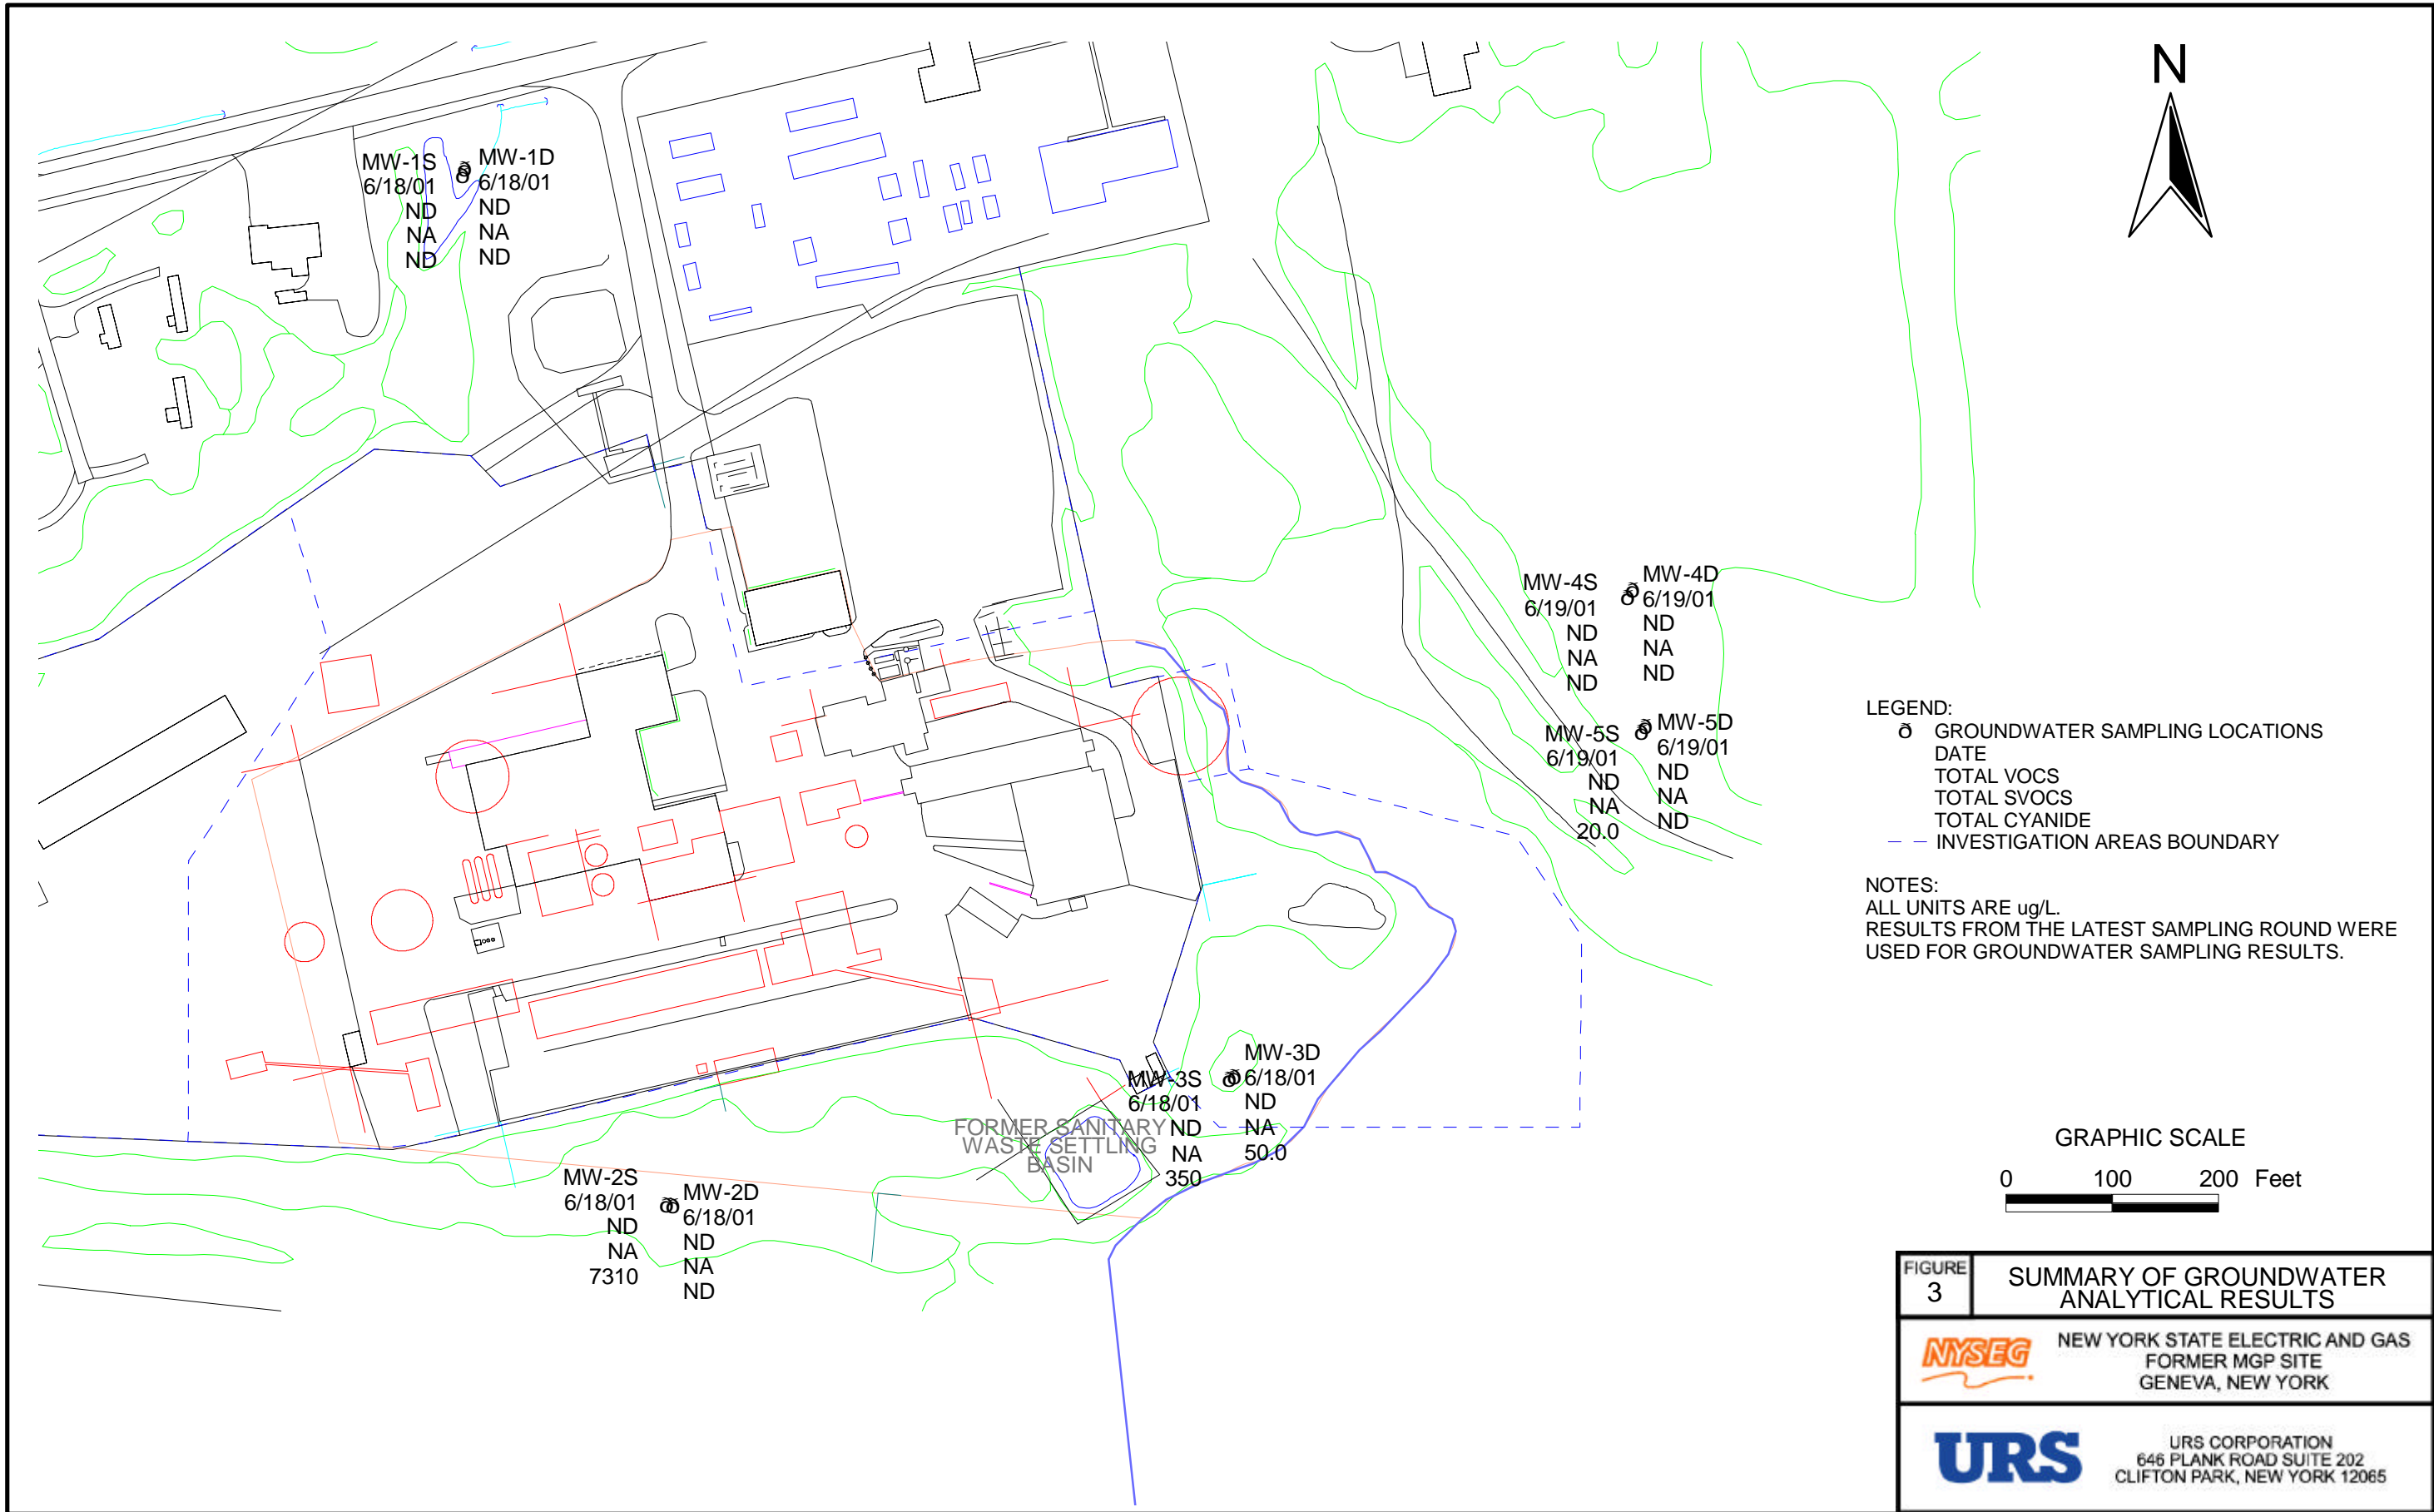 N
MW-1S
6/18/01
ND
NA
ND
MW-1D
6/18/01
ND
NA
ND
MW-4S
6/19/01
ND
NA
ND
MW-4D
6/19/01
ND
NA
ND
MW-5S
6/19/01
ND
NA
20.0
MW-5D
6/19/01
ND
NA
ND
LEGEND:
ð GROUNDWATER SAMPLING LOCATIONS
DATE
TOTAL VOCS
TOTAL SVOCS
TOTAL CYANIDE
INVESTIGATION AREAS BOUNDARY
NOTES:
ALL UNITS ARE ug/L.
RESULTS FROM THE LATEST SAMPLING ROUND WERE
USED FOR GROUNDWATER SAMPLING RESULTS.
MW-3S
6/18/01
ND
NA
350
MW-3D
6/18/01
ND
NA
50.0
FORMER SANITARY
WASTE SETTLING
BASIN
MW-2S
6/18/01
ND
NA
7310
MW-2D
6/18/01
ND
NA
ND
GRAPHIC SCALE
0 100 200 Feet
FIGURE
3
SUMMARY OF GROUNDWATER
ANALYTICAL RESULTS
NYSEG
NEW YORK STATE ELECTRIC AND GAS
FORMER MGP SITE
GENEVA, NEW YORK
URS
URS CORPORATION
646 PLANK ROAD SUITE 202
CLIFTON PARK, NEW YORK 12065